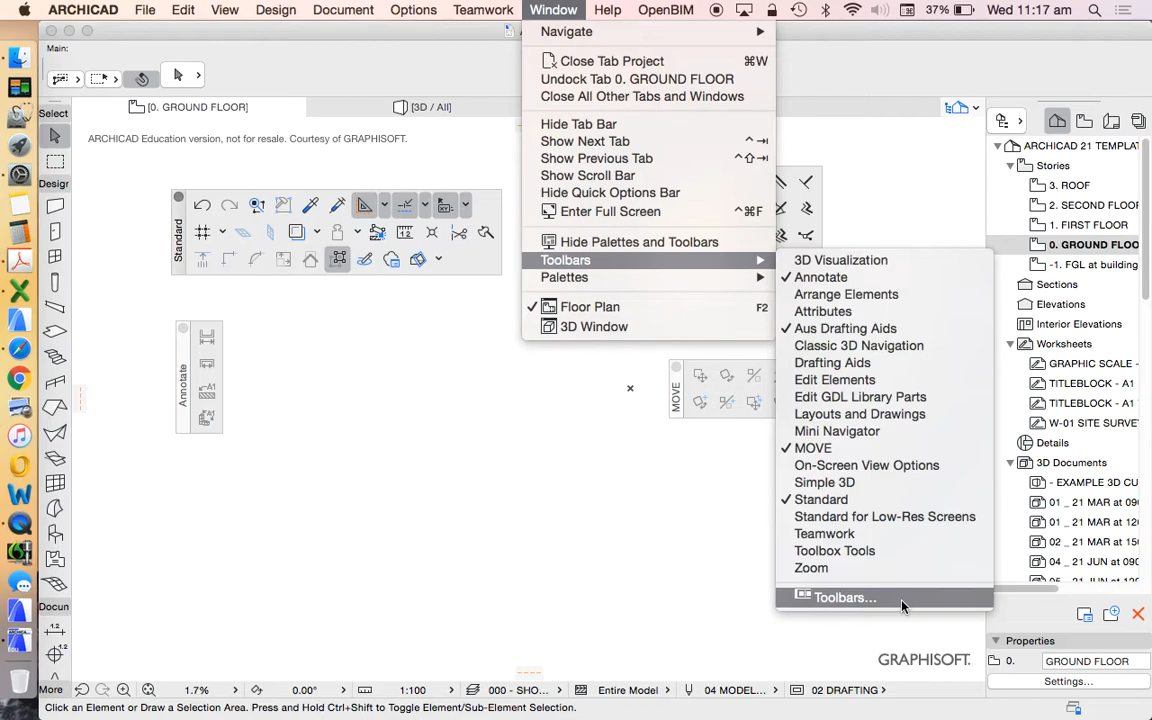 ARCHICAD File Edit View Design Document Options Teamwork Window Help OpenBIM 37% Wed 11:17 am
Main:
[0. GROUND FLOOR]
[3D / All]
Select
Design
ARCHICAD Education version, not for resale. Courtesy of GRAPHISOFT.
Standard
Annotate
MOVE
Navigate
Close Tab Project ⌘W
Undock Tab 0. GROUND FLOOR
Close All Other Tabs and Windows
Hide Tab Bar
Show Next Tab ^⇥
Show Previous Tab ^⇧⇥
Show Scroll Bar
Hide Quick Options Bar
Enter Full Screen ^⌘F
Hide Palettes and Toolbars
Toolbars
Palettes
✓ Floor Plan F2
3D Window
3D Visualization
✓ Annotate
Arrange Elements
Attributes
✓ Aus Drafting Aids
Classic 3D Navigation
Drafting Aids
Edit Elements
Edit GDL Library Parts
Layouts and Drawings
Mini Navigator
✓ MOVE
On-Screen View Options
Simple 3D
✓ Standard
Standard for Low-Res Screens
Teamwork
Toolbox Tools
Zoom
Toolbars...
ARCHICAD 21 TEMPLA
Stories
3. ROOF
2. SECOND FLOOR
1. FIRST FLOOR
0. GROUND FLOO
-1. FGL at building
Sections
Elevations
Interior Elevations
Worksheets
GRAPHIC SCALE -
TITLEBLOCK - A1
TITLEBLOCK - A1
W-01 SITE SURVE
Details
3D Documents
- EXAMPLE 3D CU
01 _ 21 MAR at 09
01 _ 21 MAR at 12
02 _ 21 MAR at 15
04 _ 21 JUN at 09
Properties
0. GROUND FLOOR
Settings...
Docun
1.2
More
GRAPHISOFT.
1.7% 0.00° 1:100 000 - SHO... Entire Model 04 MODEL... 02 DRAFTING
Click an Element or Draw a Selection Area. Press and Hold Ctrl+Shift to Toggle Element/Sub-Element Selection.